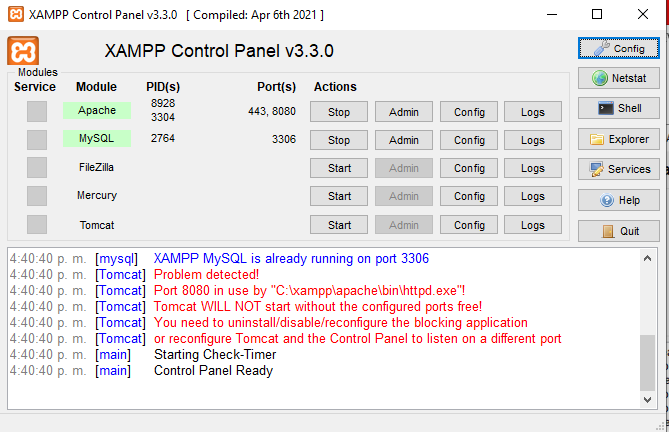 XAMPP Control Panel v3.3.0 [ Compiled: Apr 6th 2021 ]
XAMPP Control Panel v3.3.0
Config
Modules
Service Module PID(s) Port(s) Actions
Netstat
Apache 8928 3304 443, 8080 Stop Admin Config Logs
Shell
MySQL 2764 3306 Stop Admin Config Logs
Explorer
FileZilla Start Admin Config Logs
Services
Mercury Start Admin Config Logs
Help
Tomcat Start Admin Config Logs
Quit
4:40:40 p. m. [mysql] XAMPP MySQL is already running on port 3306
4:40:40 p. m. [Tomcat] Problem detected!
4:40:40 p. m. [Tomcat] Port 8080 in use by "C:\xampp\apache\bin\httpd.exe"!
4:40:40 p. m. [Tomcat] Tomcat WILL NOT start without the configured ports free!
4:40:40 p. m. [Tomcat] You need to uninstall/disable/reconfigure the blocking application
4:40:40 p. m. [Tomcat] or reconfigure Tomcat and the Control Panel to listen on a different port
4:40:40 p. m. [main] Starting Check-Timer
4:40:40 p. m. [main] Control Panel Ready